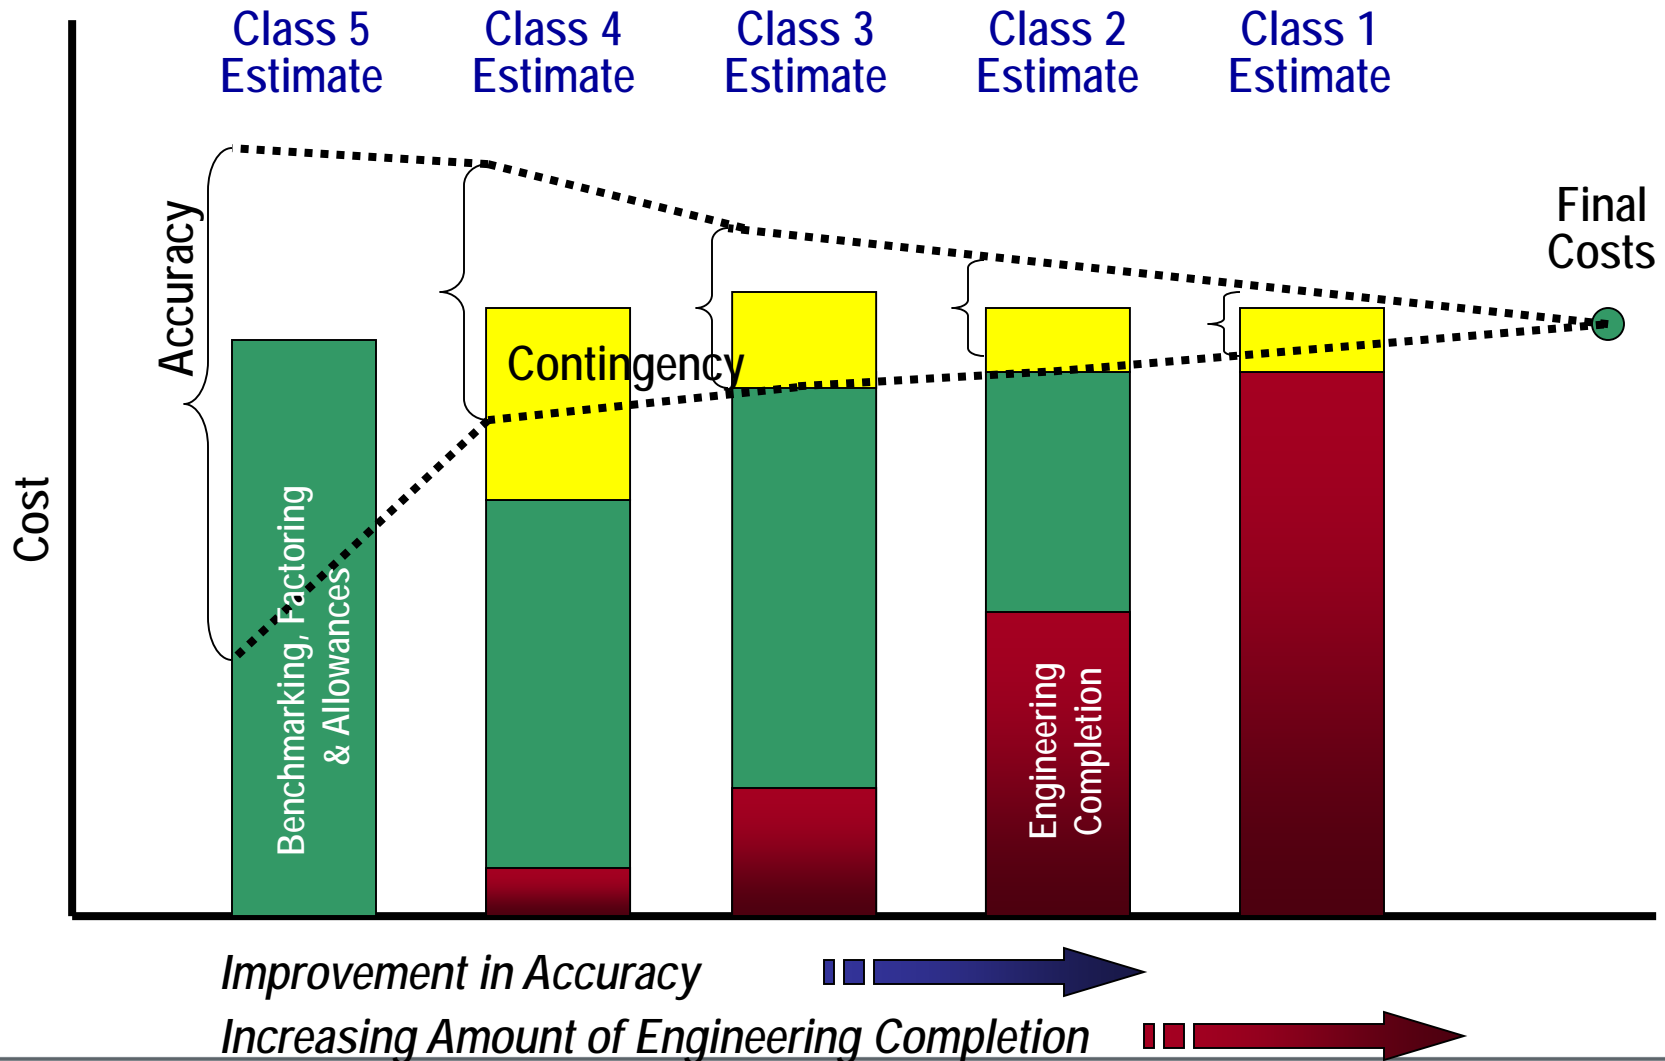 Class 5
Estimate
Class 4
Estimate
Class 3
Estimate
Class 2
Estimate
Class 1
Estimate
Accuracy
Final
Costs
Contingency
Cost
Benchmarking, Factoring
& Allowances
Engineering
Completion
Improvement in Accuracy
Increasing Amount of Engineering Completion